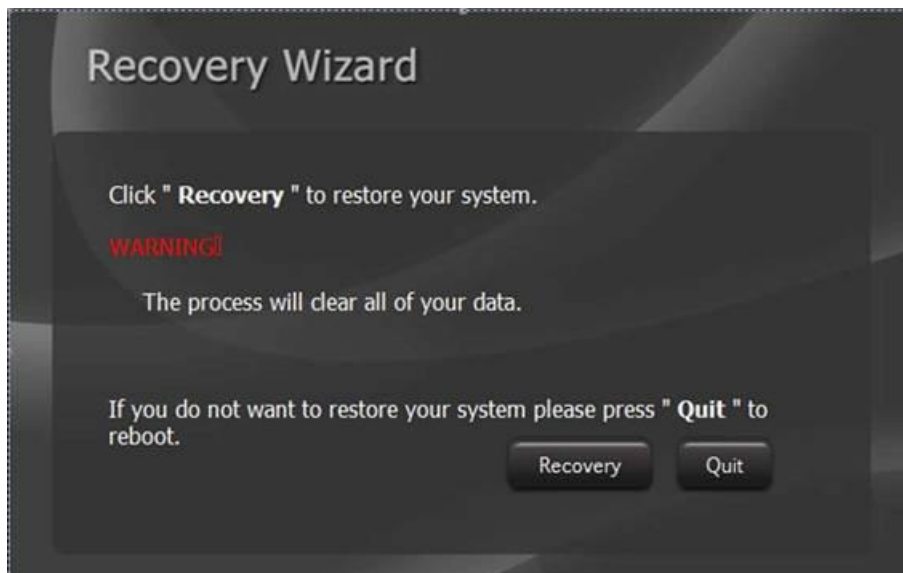 Recovery Wizard
Click " Recovery " to restore your system.
WARNING
The process will clear all of your data.
If you do not want to restore your system please press " Quit " to
reboot.
Recovery
Quit